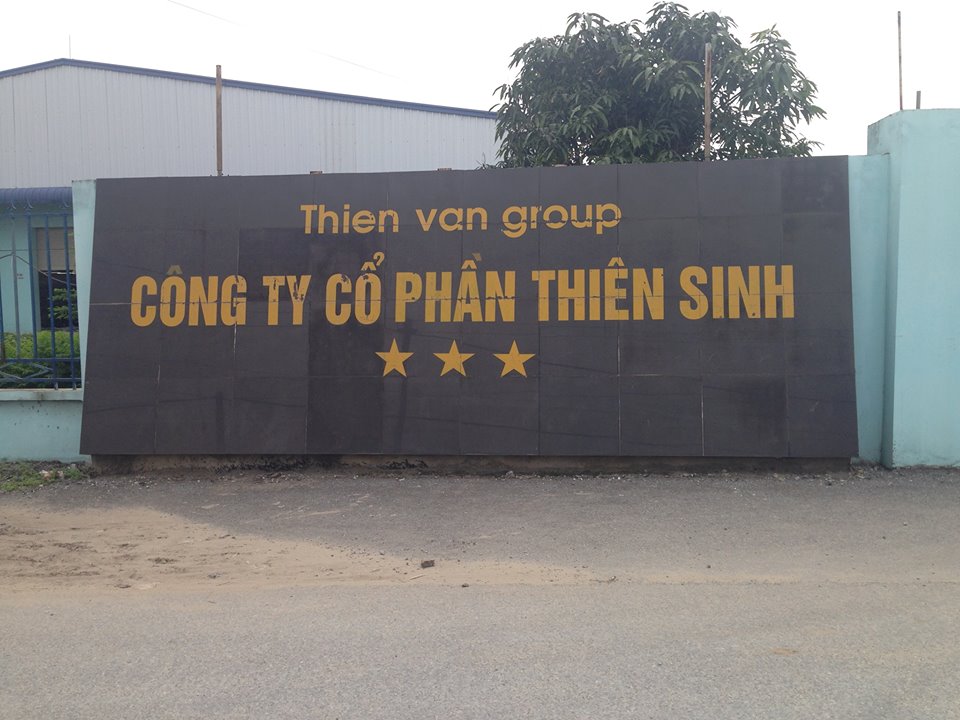 Thien van group
CÔNG TY CỔ PHẦN THIÊN SINH